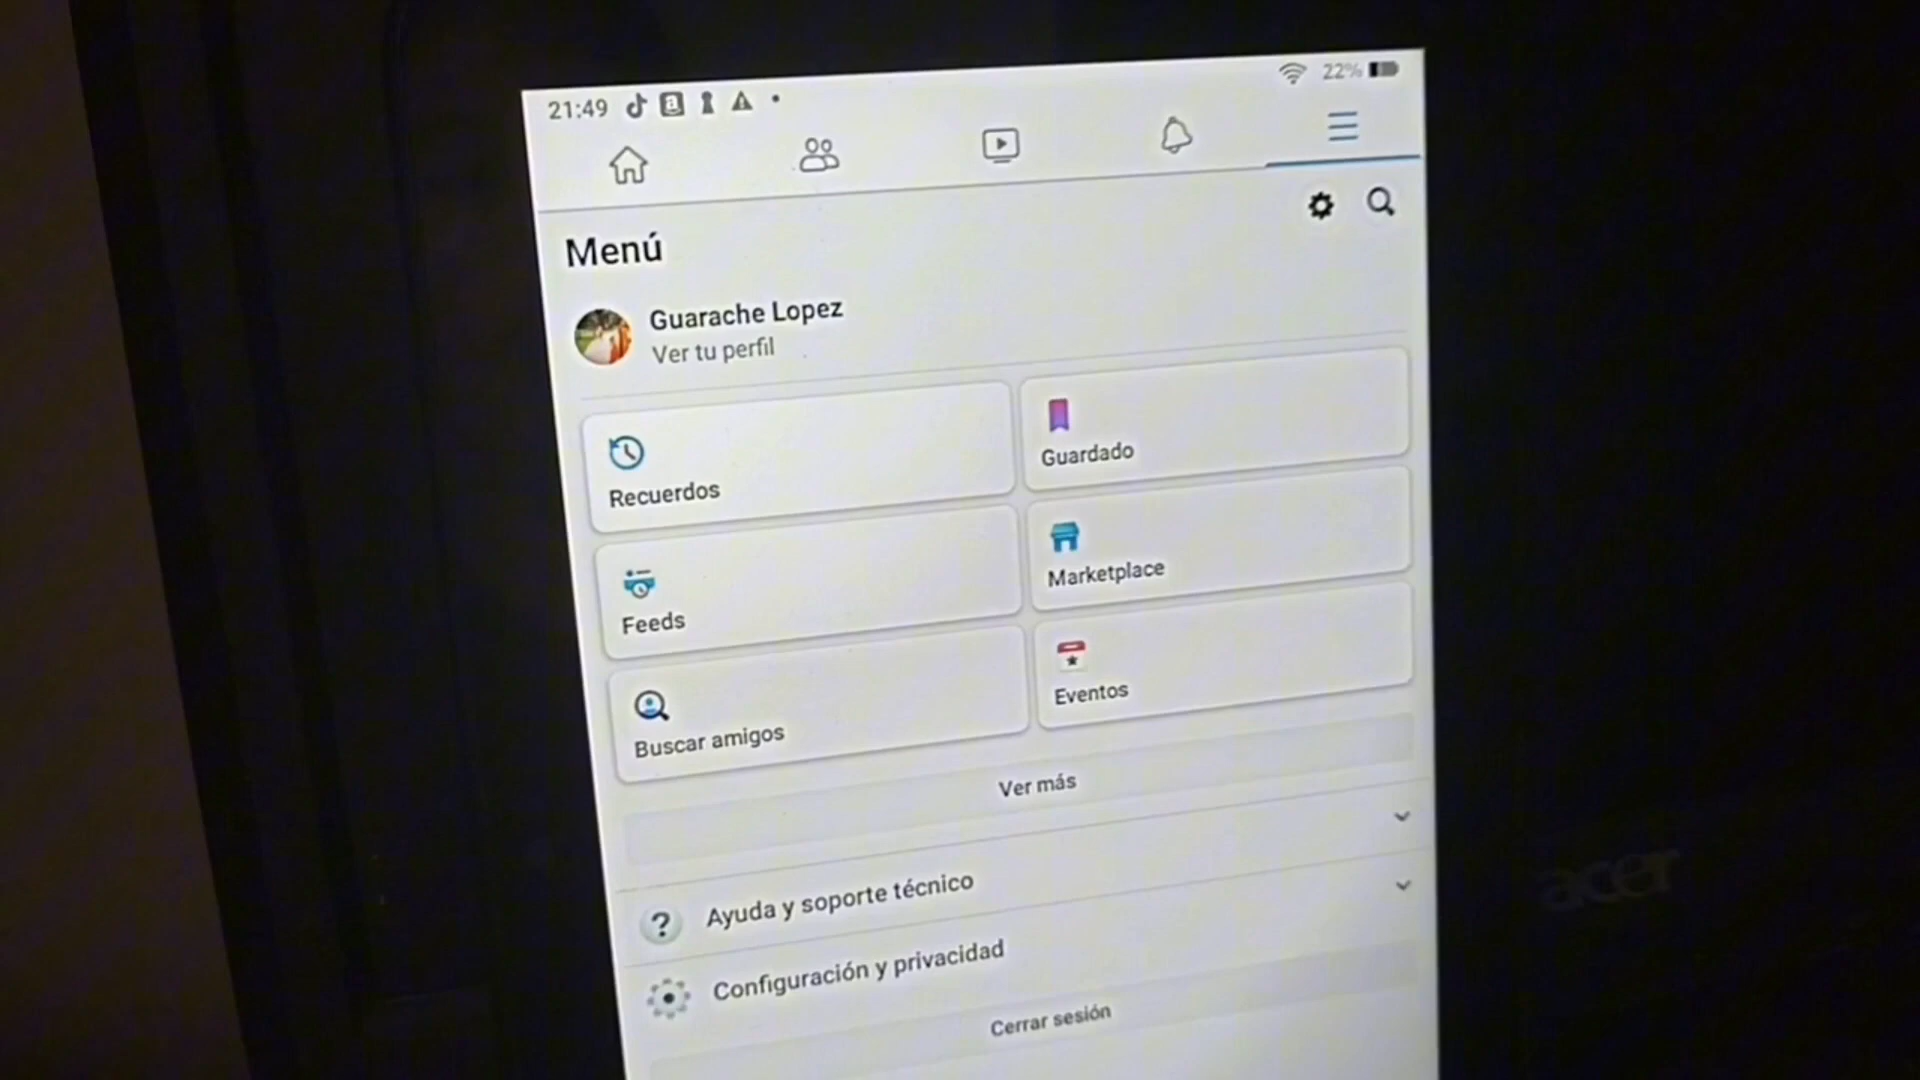 21:49
22%
Menú
Guarache Lopez
Ver tu perfil
Recuerdos
Guardado
Feeds
Marketplace
Buscar amigos
Eventos
Ver más
Ayuda y soporte técnico
Configuración y privacidad
Cerrar sesión
acer